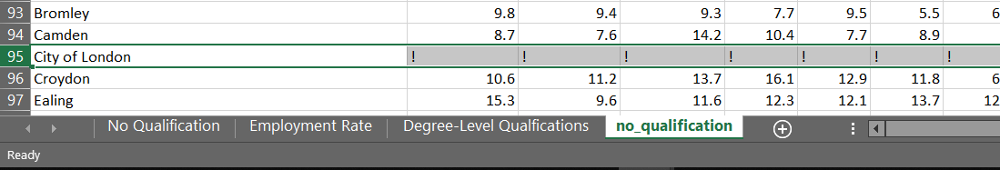 93 Bromley 9.8 9.4 9.3 7.7 9.5 5.5 6
94 Camden 8.7 7.6 14.2 10.4 7.7 8.9
95 City of London ! ! ! ! ! ! !
96 Croydon 10.6 11.2 13.7 16.1 12.9 11.8 6
97 Ealing 15.3 9.6 11.6 12.3 12.1 13.7 12
No Qualification Employment Rate Degree-Level Qualfications no_qualification
Ready